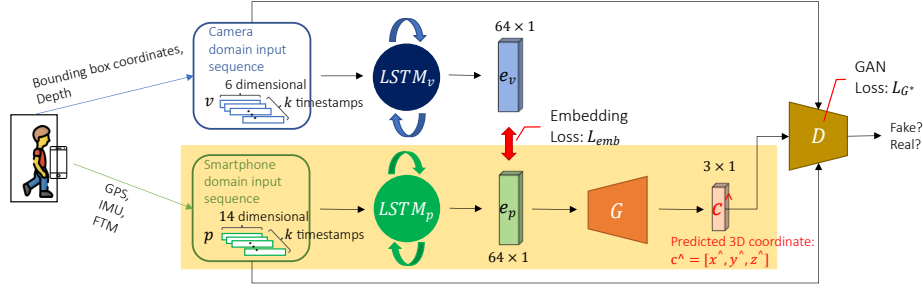 Bounding box coordinates,
Depth
GPS,
IMU,
FTM
Camera
domain input
sequence
6 dimensional
v
k timestamps
LSTM_v
64 × 1
e_v
Embedding
Loss: L_emb
Smartphone
domain input
sequence
14 dimensional
p
k timestamps
LSTM_p
e_p
64 × 1
G
3 × 1
c^
Predicted 3D coordinate:
c^ = [x^, y^, z^]
GAN
Loss: L_G*
D
Fake?
Real?